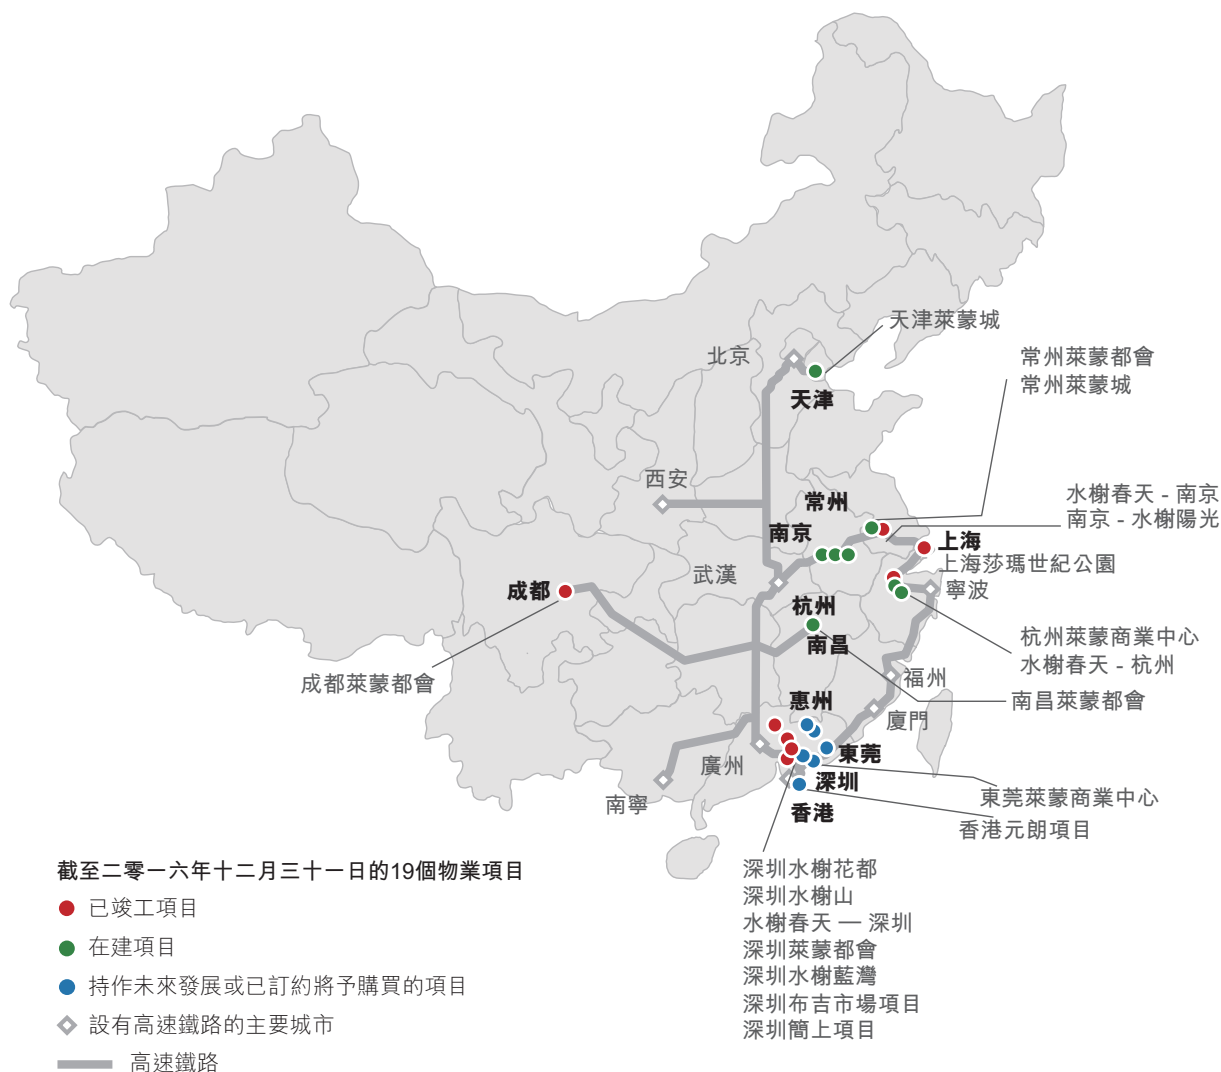 天津萊蒙城
北京
常州萊蒙都會
常州萊蒙城
天津
西安
常州
水榭春天 - 南京
南京 - 水榭陽光
南京
上海
上海莎瑪世紀公園
武漢
寧波
成都
杭州
杭州萊蒙商業中心
水榭春天 - 杭州
南昌
成都萊蒙都會
福州
南昌萊蒙都會
惠州
廈門
東莞
廣州
深圳
東莞萊蒙商業中心
南寧
香港
香港元朗項目
深圳水榭花都
深圳水榭山
水榭春天 — 深圳
深圳萊蒙都會
深圳水榭藍灣
深圳布吉市場項目
深圳簡上項目
截至二零一六年十二月三十一日的19個物業項目
已竣工項目
在建項目
持作未來發展或已訂約將予購買的項目
設有高速鐵路的主要城市
高速鐵路